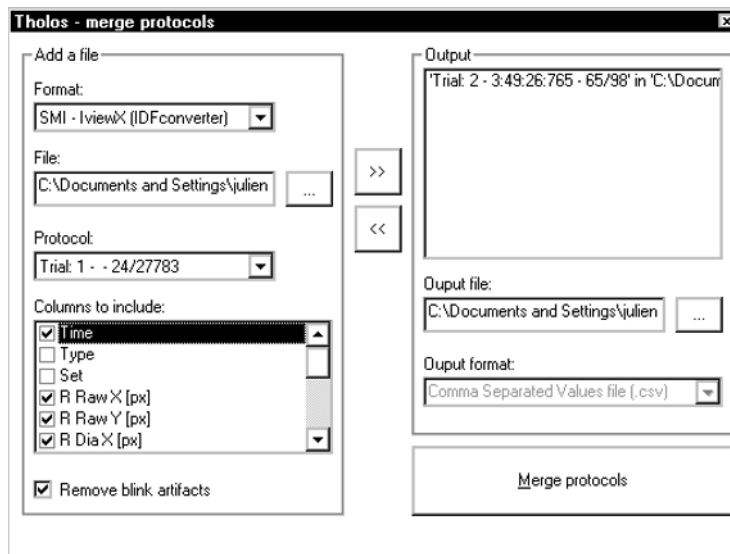 Tholos - merge protocols
Add a file
Format:
SMI - IviewX (IDFconverter)
File:
C:\Documents and Settings\julien
...
Protocol:
Trial: 1 - - 24/27783
Columns to include:
Time
Type
Set
R Raw X [px]
R Raw Y [px]
R Dia X [px]
Remove blink artifacts
>>
<<
Output
'Trial: 2 - 3:49:26:765 - 65/98' in 'C:\Docum
Ouput file:
C:\Documents and Settings\julien
...
Ouput format:
Comma Separated Values file (.csv)
Merge protocols